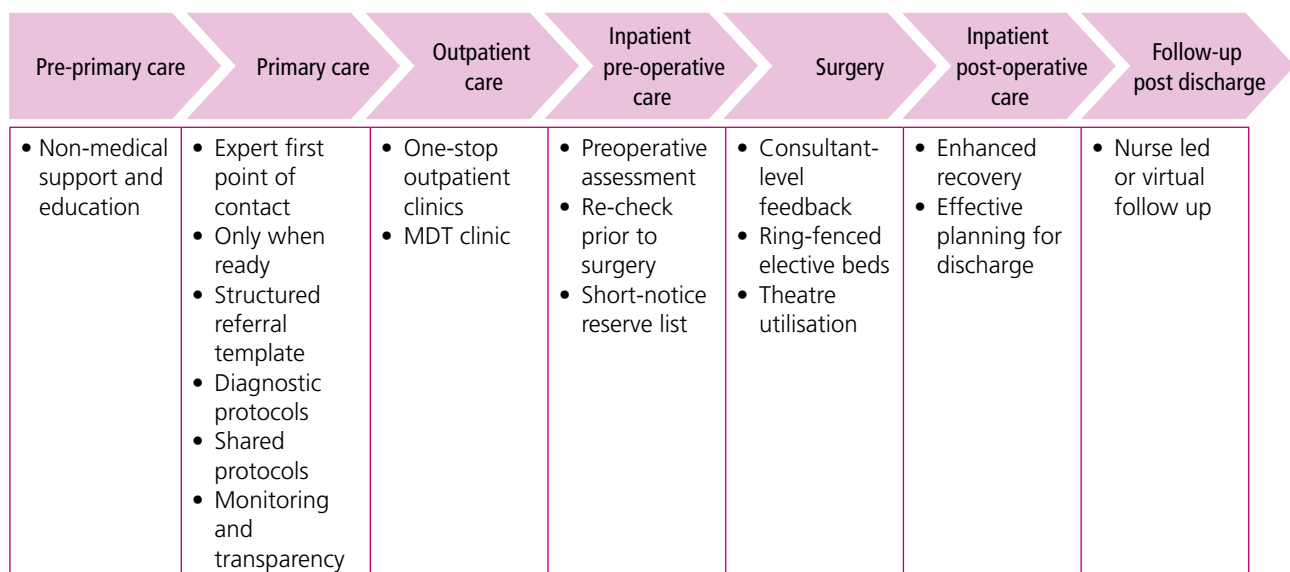 Pre-primary care
Primary care
Outpatient
care
Inpatient
pre-operative
care
Surgery
Inpatient
post-operative
care
Follow-up
post discharge
• Non-medical
support and
education
• Expert first
point of
contact
• Only when
ready
• Structured
referral
template
• Diagnostic
protocols
• Shared
protocols
• Monitoring
and
transparency
• One-stop
outpatient
clinics
• MDT clinic
• Preoperative
assessment
• Re-check
prior to
surgery
• Short-notice
reserve list
• Consultant-
level
feedback
• Ring-fenced
elective beds
• Theatre
utilisation
• Enhanced
recovery
• Effective
planning for
discharge
• Nurse led
or virtual
follow up